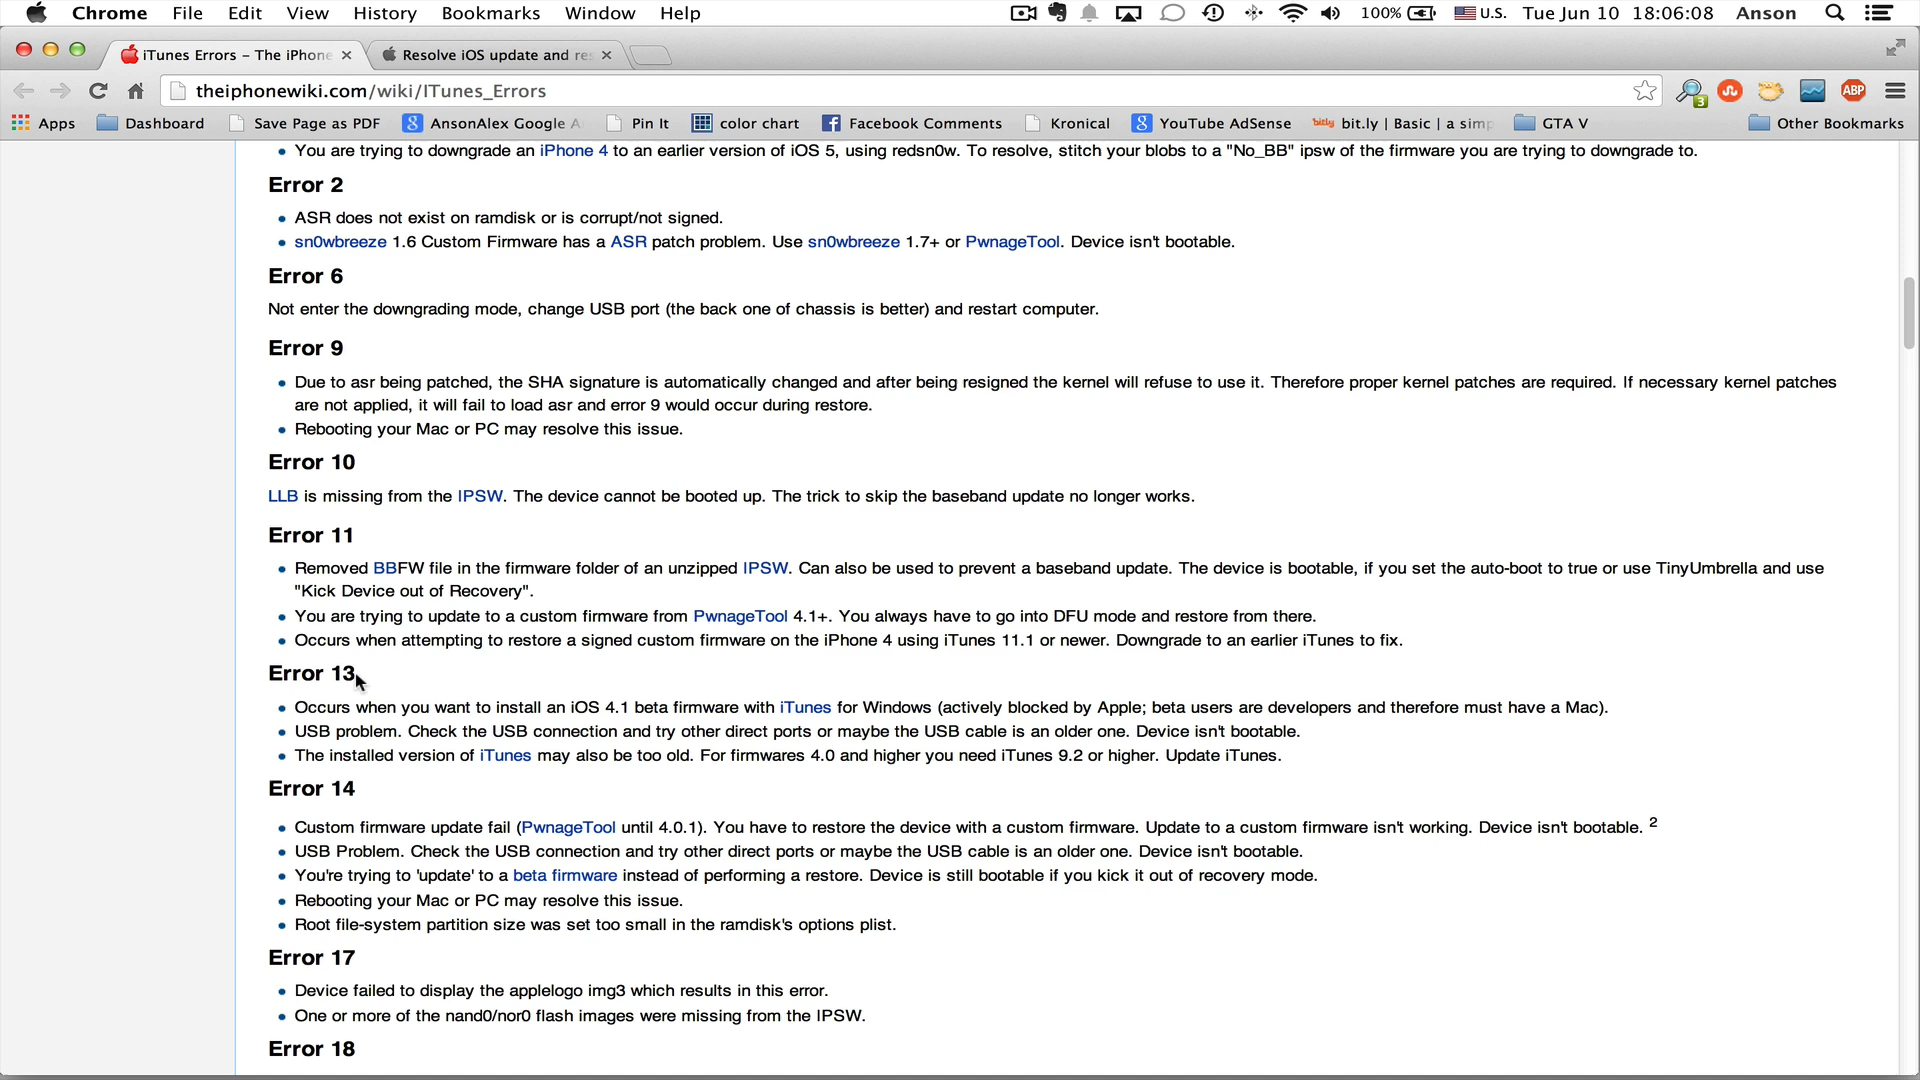 Chrome File Edit View History Bookmarks Window Help 100% U.S. Tue Jun 10 18:06:08 Anson
iTunes Errors – The iPhone Resolve iOS update and res
theiphonewiki.com/wiki/ITunes_Errors 3 ABP
Apps Dashboard Save Page as PDF AnsonAlex Google A Pin It color chart Facebook Comments Kronical YouTube AdSense bitly bit.ly | Basic | a simp GTA V Other Bookmarks
You are trying to downgrade an iPhone 4 to an earlier version of iOS 5, using redsn0w. To resolve, stitch your blobs to a "No_BB" ipsw of the firmware you are trying to downgrade to.
Error 2
ASR does not exist on ramdisk or is corrupt/not signed.
sn0wbreeze 1.6 Custom Firmware has a ASR patch problem. Use sn0wbreeze 1.7+ or PwnageTool. Device isn't bootable.
Error 6
Not enter the downgrading mode, change USB port (the back one of chassis is better) and restart computer.
Error 9
Due to asr being patched, the SHA signature is automatically changed and after being resigned the kernel will refuse to use it. Therefore proper kernel patches are required. If necessary kernel patches
are not applied, it will fail to load asr and error 9 would occur during restore.
Rebooting your Mac or PC may resolve this issue.
Error 10
LLB is missing from the IPSW. The device cannot be booted up. The trick to skip the baseband update no longer works.
Error 11
Removed BBFW file in the firmware folder of an unzipped IPSW. Can also be used to prevent a baseband update. The device is bootable, if you set the auto-boot to true or use TinyUmbrella and use
"Kick Device out of Recovery".
You are trying to update to a custom firmware from PwnageTool 4.1+. You always have to go into DFU mode and restore from there.
Occurs when attempting to restore a signed custom firmware on the iPhone 4 using iTunes 11.1 or newer. Downgrade to an earlier iTunes to fix.
Error 13
Occurs when you want to install an iOS 4.1 beta firmware with iTunes for Windows (actively blocked by Apple; beta users are developers and therefore must have a Mac).
USB problem. Check the USB connection and try other direct ports or maybe the USB cable is an older one. Device isn't bootable.
The installed version of iTunes may also be too old. For firmwares 4.0 and higher you need iTunes 9.2 or higher. Update iTunes.
Error 14
Custom firmware update fail (PwnageTool until 4.0.1). You have to restore the device with a custom firmware. Update to a custom firmware isn't working. Device isn't bootable. 2
USB Problem. Check the USB connection and try other direct ports or maybe the USB cable is an older one. Device isn't bootable.
You're trying to 'update' to a beta firmware instead of performing a restore. Device is still bootable if you kick it out of recovery mode.
Rebooting your Mac or PC may resolve this issue.
Root file-system partition size was set too small in the ramdisk's options plist.
Error 17
Device failed to display the applelogo img3 which results in this error.
One or more of the nand0/nor0 flash images were missing from the IPSW.
Error 18